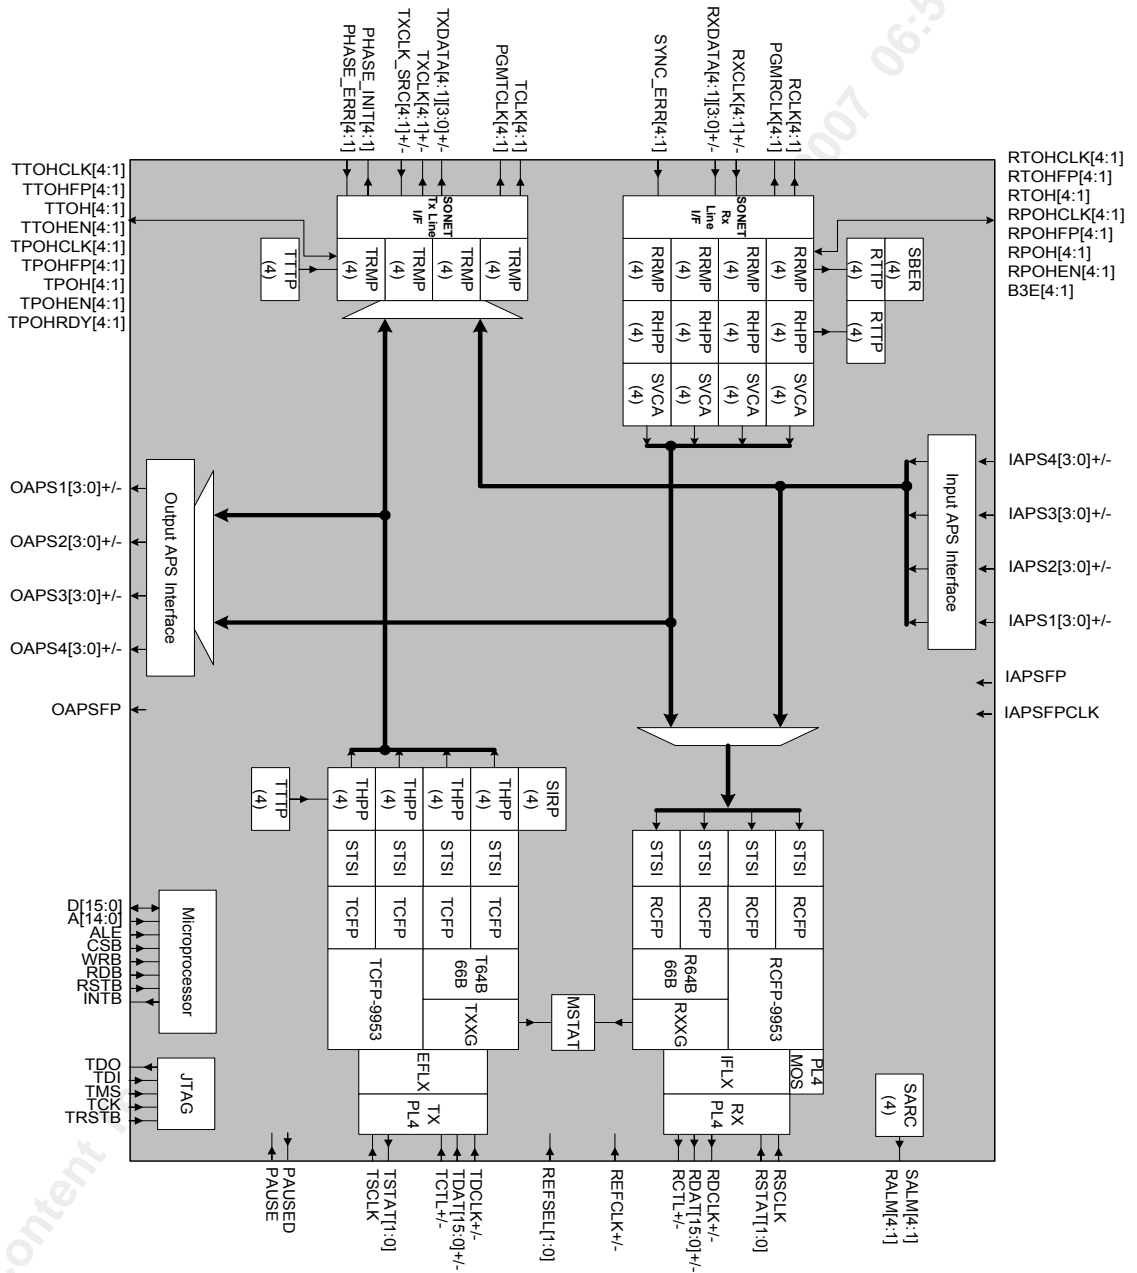 PHASE_ERR[4:1]
PHASE_INIT[4:1]
TXCLK_SRC[4:1]+/-
TXCLK[4:1]+/-
TXDATA[4:1][3:0]+/-
PGMTCLK[4:1]
TCLK[4:1]
SYNC_ERR[4:1]
RXDATA[4:1][3:0]+/-
RXCLK[4:1]+/-
PGMRCLK[4:1]
RCLK[4:1]
2007 06:5
TTOHCLK[4:1]
TTOHFP[4:1]
TTOH[4:1]
TTOHEN[4:1]
TPOHCLK[4:1]
TPOHFP[4:1]
TPOH[4:1]
TPOHEN[4:1]
TPOHRDY[4:1]
RTOHCLK[4:1]
RTOHFP[4:1]
RTOH[4:1]
RPOHCLK[4:1]
RPOHFP[4:1]
RPOH[4:1]
RPOHEN[4:1]
B3E[4:1]
SONET
Tx Line
I/F
TTTP
(4)
TRMP
(4)
TRMP
(4)
TRMP
(4)
TRMP
(4)
SONET
Rx
Line
I/F
RRMP
(4)
RRMP
(4)
RRMP
(4)
RRMP
(4)
RHPP
(4)
RHPP
(4)
RHPP
(4)
RHPP
(4)
SVCA
(4)
SVCA
(4)
SVCA
(4)
SVCA
(4)
RTTP
(4)
SBER
(4)
RTTP
(4)
Output APS Interface
OAPS1[3:0]+/-
OAPS2[3:0]+/-
OAPS3[3:0]+/-
OAPS4[3:0]+/-
OAPSFP
Input APS Interface
IAPS4[3:0]+/-
IAPS3[3:0]+/-
IAPS2[3:0]+/-
IAPS1[3:0]+/-
IAPSFP
IAPSFPCLK
TTTP
(4)
THPP
(4)
THPP
(4)
THPP
(4)
THPP
(4)
SIRP
(4)
STSI
STSI
STSI
STSI
TCFP
TCFP
TCFP
TCFP
TCFP-9953
T64B
66B
TXXG
EFLX
TX
PL4
MSTAT
STSI
STSI
STSI
STSI
RCFP
RCFP
RCFP
RCFP
R64B
66B
RCFP-9953
RXXG
IFLX
PL4
MOS
RX
PL4
SARC
(4)
Microprocessor
D[15:0]
A[14:0]
ALE
CSB
WRB
RDB
RSTB
INTB
JTAG
TDO
TDI
TMS
TCK
TRSTB
PAUSE
PAUSED
TSCLK
TSTAT[1:0]
TCTL+/-
TDAT[15:0]+/-
TDCLK+/-
REFSEL[1:0]
REFCLK+/-
RCTL+/-
RDAT[15:0]+/-
RDCLK+/-
RSTAT[1:0]
RSCLK
RALM[4:1]
SALM[4:1]
Content